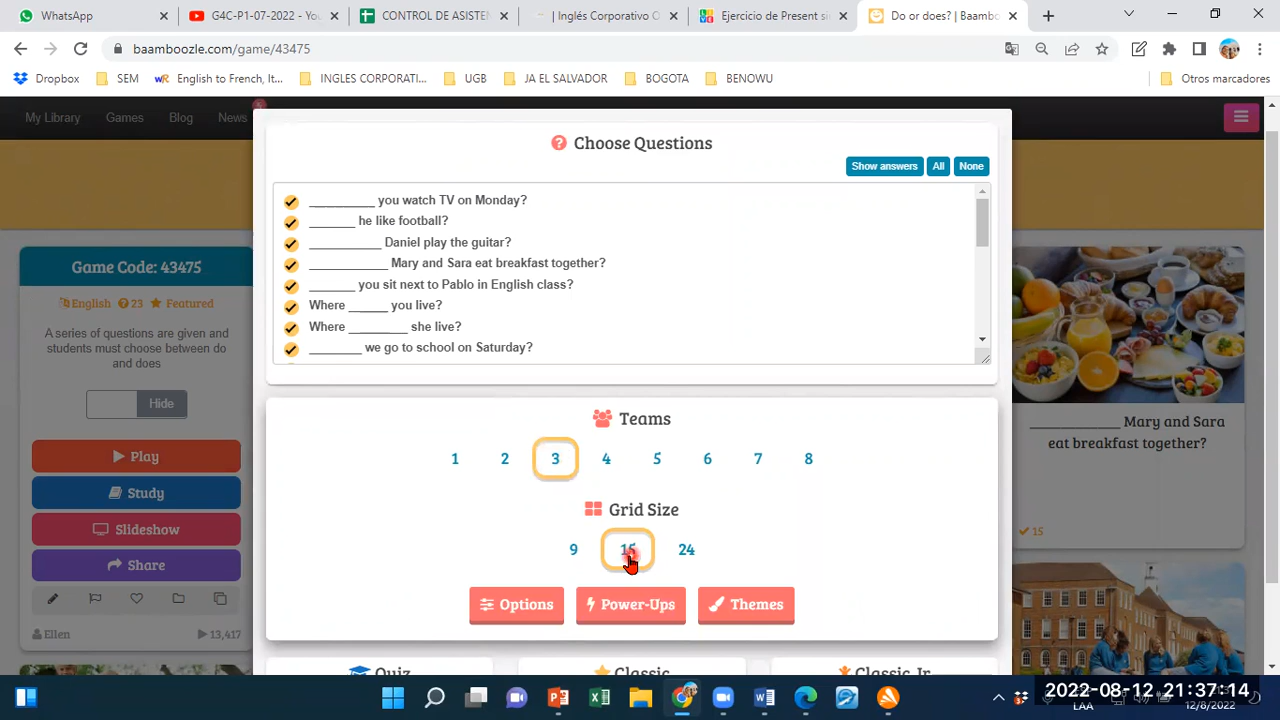 WhatsApp
G4C-P1-07-2022 - Yo
CONTROL DE ASISTEN
| Inglés Corporativo O
Ejercicio de Present sin
Do or does? | Baambo
baamboozle.com/game/43475
Dropbox
SEM
English to French, It...
INGLES CORPORATI...
UGB
JA EL SALVADOR
BOGOTA
BENOWU
Otros marcadores
My Library
Games
Blog
News
Choose Questions
Show answers
All
None
__________ you watch TV on Monday?
_______ he like football?
___________ Daniel play the guitar?
____________ Mary and Sara eat breakfast together?
_______ you sit next to Pablo in English class?
Where ______ you live?
Where _________ she live?
________ we go to school on Saturday?
Game Code: 43475
English 23 Featured
A series of questions are given and
students must choose between do
and does
Hide
Play
Study
Slideshow
Share
Ellen
13,417
Teams
1 2 3 4 5 6 7 8
Grid Size
9 15 24
Options
Power-Ups
Themes
Quiz
Classic
Classic Jr
____________ Mary and Sara
eat breakfast together?
15
LAA
2022-08-12 21:37:14
12/8/2022